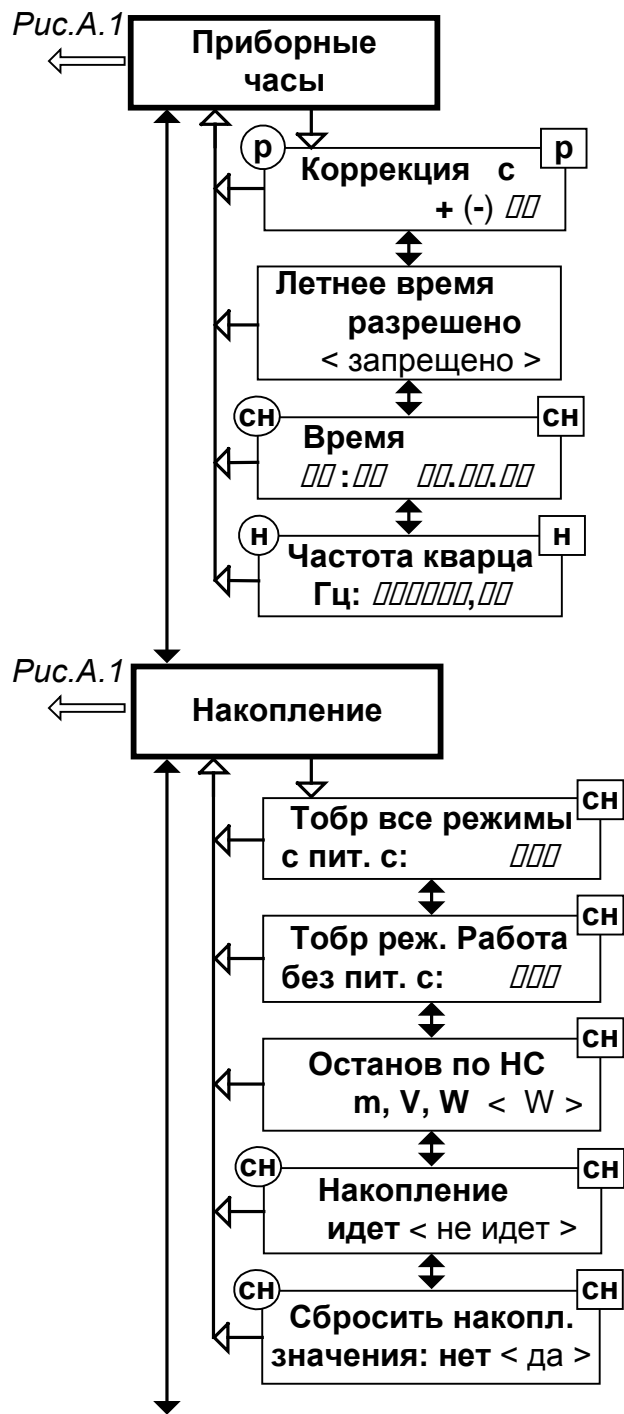 Рис.А.1
Приборные
часы
р
р
Коррекция с
+ (-) ▯▯
Летнее время
разрешено
< запрещено >
сн
сн
Время
▯▯:▯▯ ▯▯.▯▯.▯▯
н
н
Частота кварца
Гц: ▯▯▯▯▯▯,▯▯
Рис.А.1
Накопление
сн
Тобр все режимы
с пит. с: ▯▯▯
сн
Тобр реж. Работа
без пит. с: ▯▯▯
сн
Останов по НС
m, V, W < W >
сн
сн
Накопление
идет < не идет >
сн
сн
Сбросить накопл.
значения: нет < да >